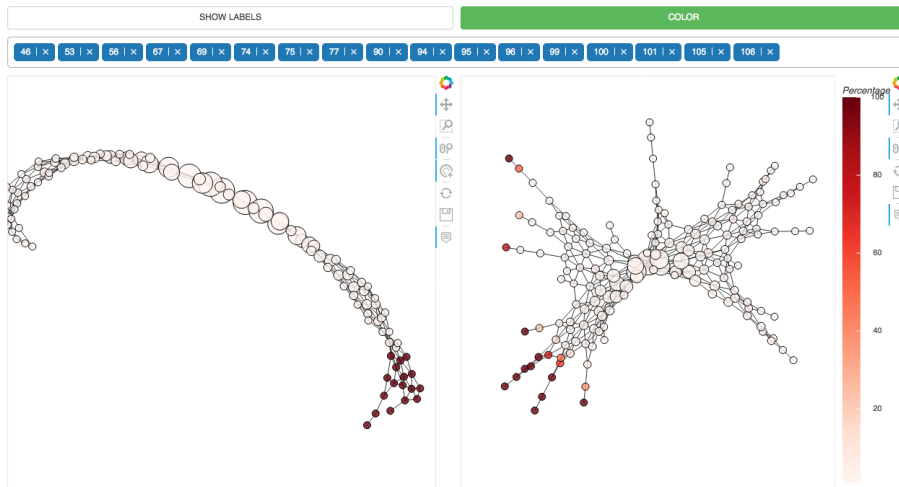 SHOW LABELS
COLOR
46 | × 53 | × 56 | × 67 | × 69 | × 74 | × 75 | × 77 | × 90 | × 94 | × 95 | × 96 | × 99 | × 100 | × 101 | × 105 | × 106 | ×
Percentage
100
80
60
40
20